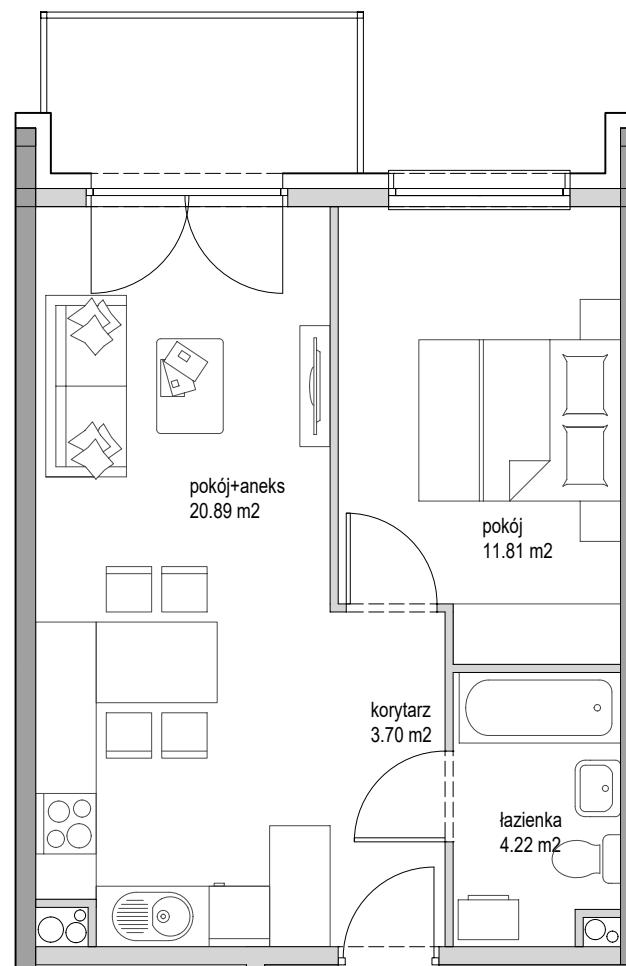 pokój+aneks
20.89 m2
pokój
11.81 m2
korytarz
3.70 m2
łazienka
4.22 m2